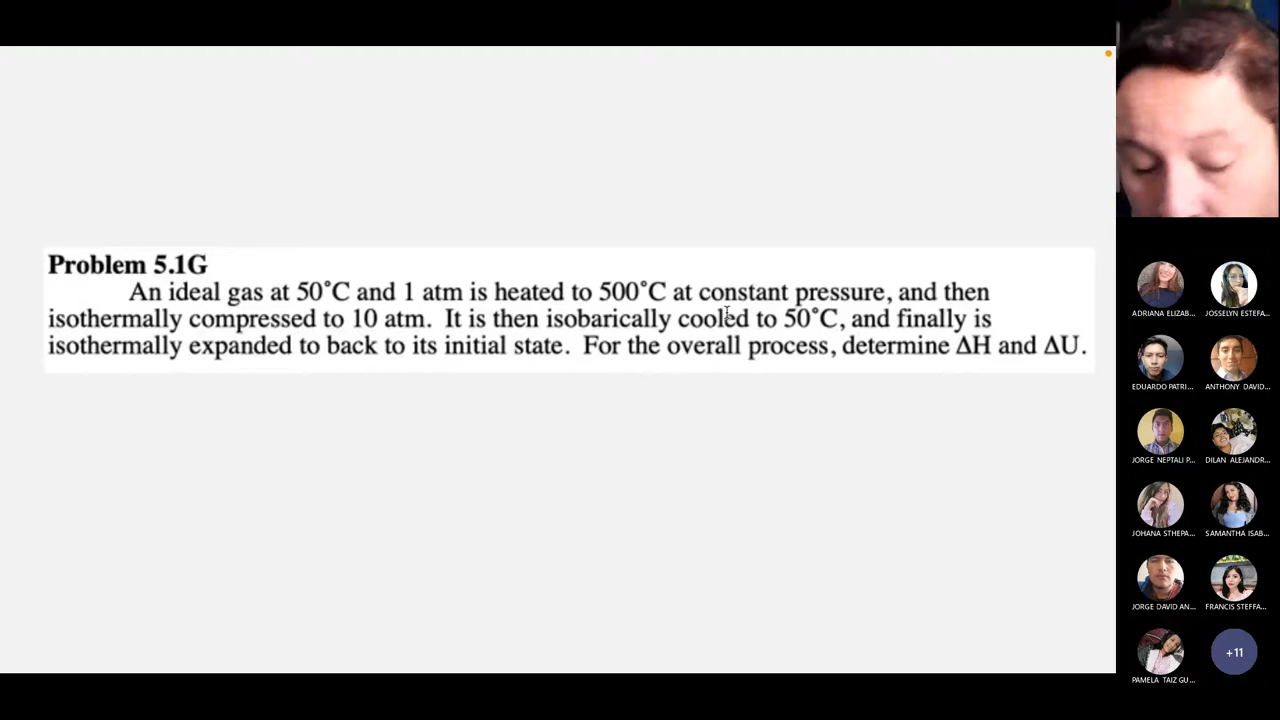 Problem 5.1G
An ideal gas at 50°C and 1 atm is heated to 500°C at constant pressure, and then
isothermally compressed to 10 atm. It is then isobarically cooled to 50°C, and finally is
isothermally expanded to back to its initial state. For the overall process, determine ΔH and ΔU.
ADRIANA ELIZAB...
JOSSELYN ESTEFA...
EDUARDO PATRI...
ANTHONY DAVID...
JORGE NEPTALI P...
DILAN ALEJANDR...
JOHANA STHEPA...
SAMANTHA ISAB...
JORGE DAVID AN...
FRANCIS STEFFA...
PAMELA TAIZ GU...
+11